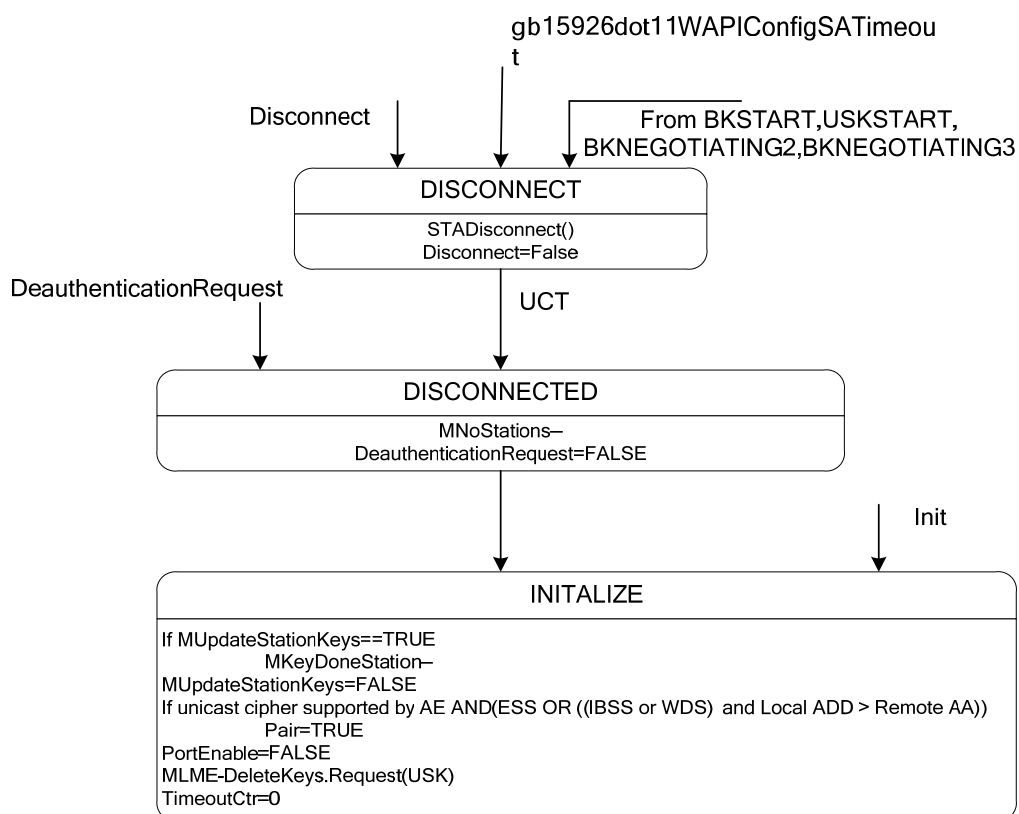 gb15926dot11WAPIConfigSATimeou
t
Disconnect
From BKSTART,USKSTART,
BKNEGOTIATING2,BKNEGOTIATING3
DISCONNECT
STADisconnect()
Disconnect=False
DeauthenticationRequest
UCT
DISCONNECTED
MNoStations–
DeauthenticationRequest=FALSE
Init
INITALIZE
If MUpdateStationKeys==TRUE
MKeyDoneStation–
MUpdateStationKeys=FALSE
If unicast cipher supported by AE AND(ESS OR ((IBSS or WDS) and Local ADD > Remote AA))
Pair=TRUE
PortEnable=FALSE
MLME-DeleteKeys.Request(USK)
TimeoutCtr=0